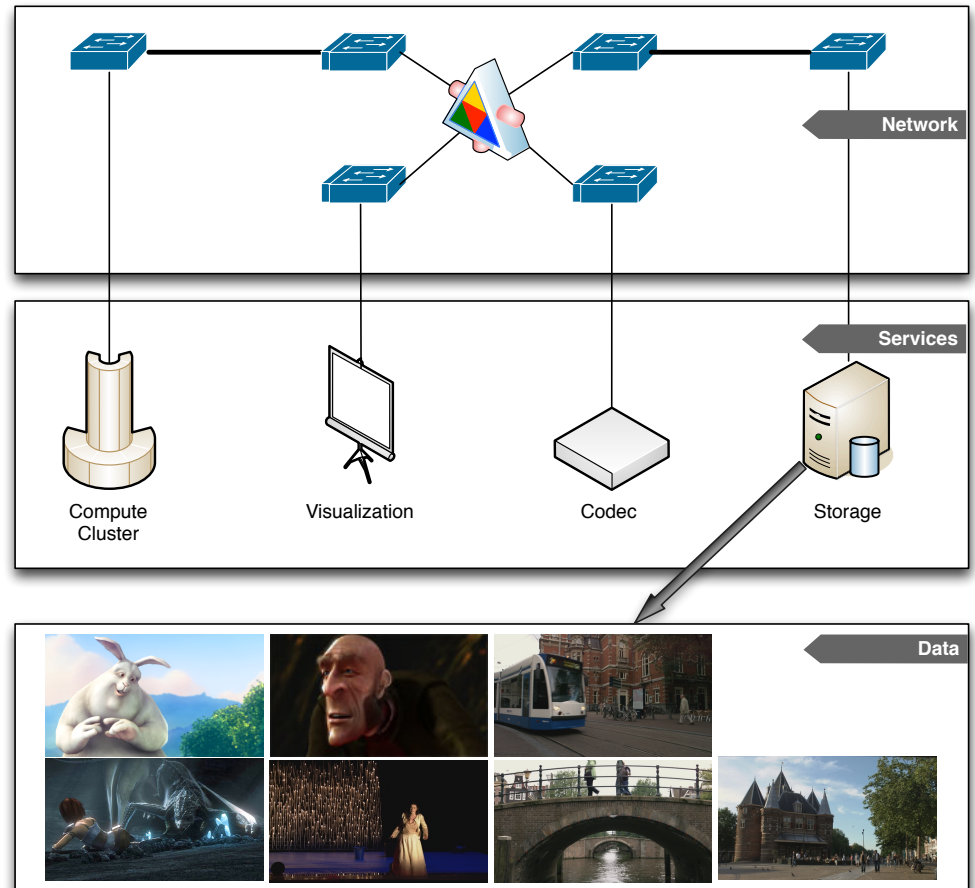 Network
Services
Compute
Cluster
Visualization
Codec
Storage
Data